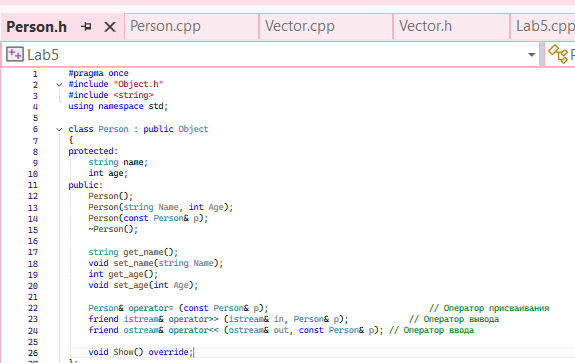 Person.h Person.cpp Vector.cpp Vector.h Lab5.cpp
Lab5
1 #pragma once
2 #include "Object.h"
3 #include <string>
4 using namespace std;
5
6 class Person : public Object
7 {
8 protected:
9 string name;
10 int age;
11 public:
12 Person();
13 Person(string Name, int Age);
14 Person(const Person& p);
15 ~Person();
16
17 string get_name();
18 void set_name(string Name);
19 int get_age();
20 void set_age(int Age);
21
22 Person& operator= (const Person& p); // Оператор присваивания
23 friend istream& operator>> (istream& in, Person& p); // Оператор вывода
24 friend ostream& operator<< (ostream& out, const Person& p); // Оператор ввода
25
26 void Show() override;
};